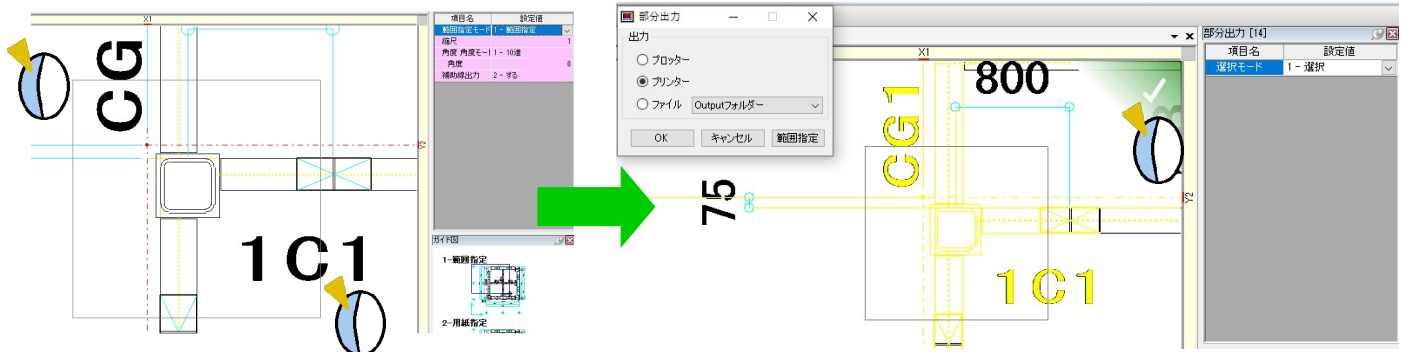 X1
CG
1C1
Y2
項目名 設定値
範囲指定モード 1 - 範囲指定
縮尺 1
角度 角度モー 1 - 10進
角度 0
補助線出力 2 - する
ガイド図
1-範囲指定
2-用紙指定
部分出力
出力
プロッター
プリンター
ファイル Outputフォルダー
OK キャンセル 範囲指定
X1
800
CG1
75
1C1
Y2
部分出力 [14]
項目名 設定値
選択モード 1 - 選択